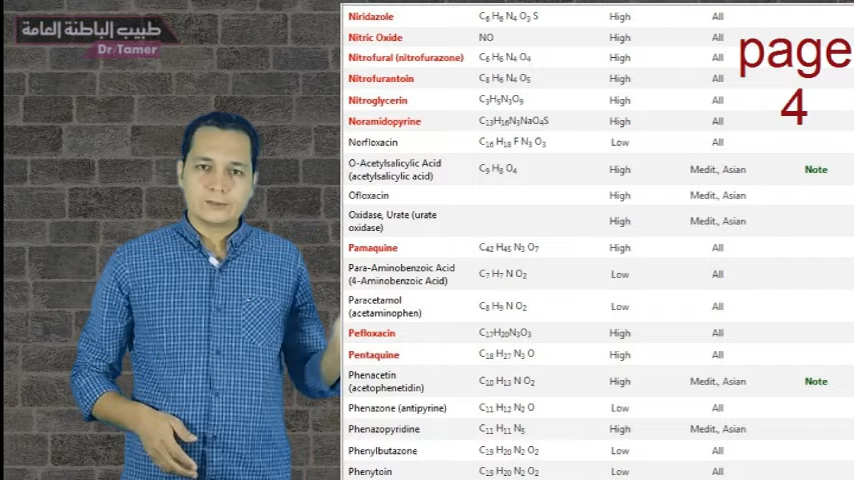 طبيب الباطنة العامة
Dr/Tamer
page
4
Niridazole C6 H6 N4 O3 S High All
Nitric Oxide NO High All
Nitrofural (nitrofurazone) C6 H6 N4 O4 High All
Nitrofurantoin C8 H6 N4 O5 High All
Nitroglycerin C3H5N3O9 High All
Noramidopyrine C13H16N3NaO4S High All
Norfloxacin C16 H18 F N3 O3 Low All
O-Acetylsalicylic Acid
(acetylsalicylic acid) C9 H8 O4 High Medit., Asian Note
Ofloxacin High Medit., Asian
Oxidase, Urate (urate
oxidase) High Medit., Asian
Pamaquine C42 H45 N3 O7 High All
Para-Aminobenzoic Acid
(4-Aminobenzoic Acid) C7 H7 N O2 Low All
Paracetamol
(acetaminophen) C8 H9 N O2 Low All
Pefloxacin C17H20N3O3 High All
Pentaquine C18 H27 N3 O High All
Phenacetin
(acetophenetidin) C10 H13 N O2 High Medit., Asian Note
Phenazone (antipyrine) C11 H12 N2 O Low All
Phenazopyridine C11 H11 N5 High Medit., Asian
Phenylbutazone C19 H20 N2 O2 Low All
Phenytoin C19 H20 N2 O2 Low All